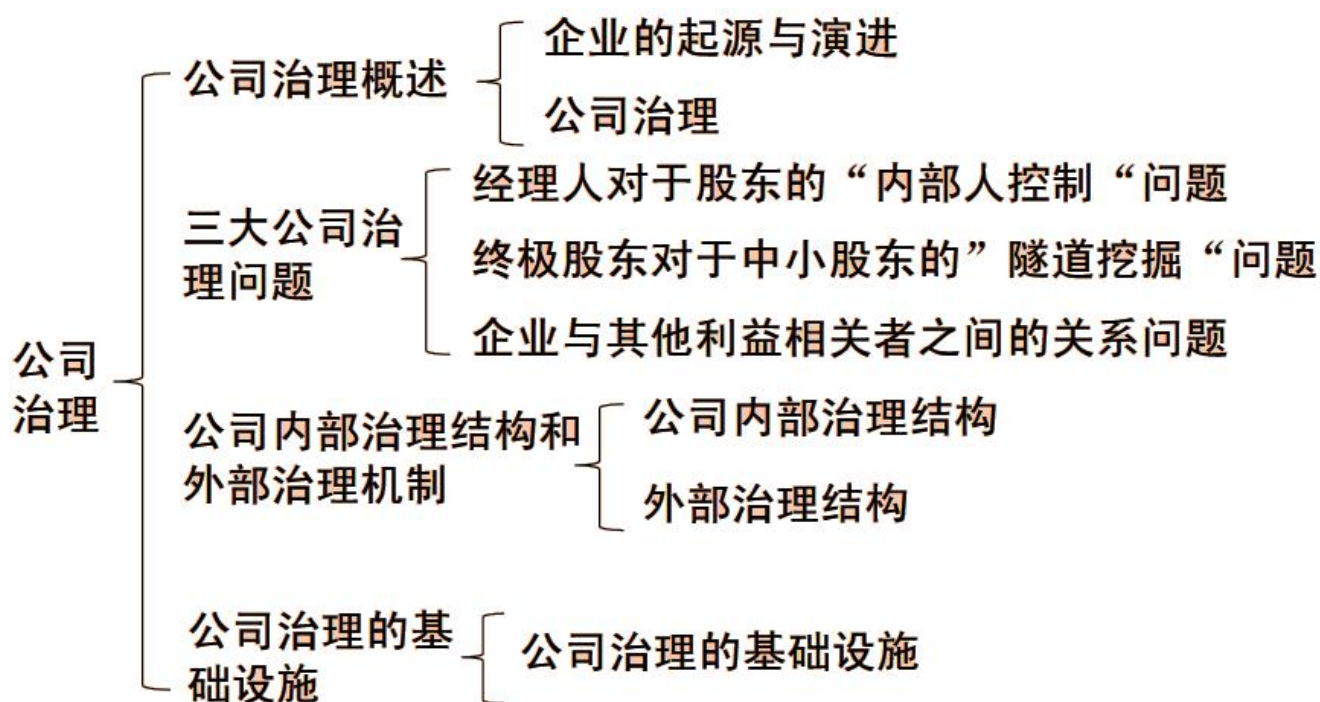 公司治理概述
企业的起源与演进
公司治理
三大公司治
理问题
经理人对于股东的“内部人控制“问题
终极股东对于中小股东的”隧道挖掘“问题
企业与其他利益相关者之间的关系问题
公司
治理
公司内部治理结构和
外部治理机制
公司内部治理结构
外部治理结构
公司治理的基
础设施
公司治理的基础设施